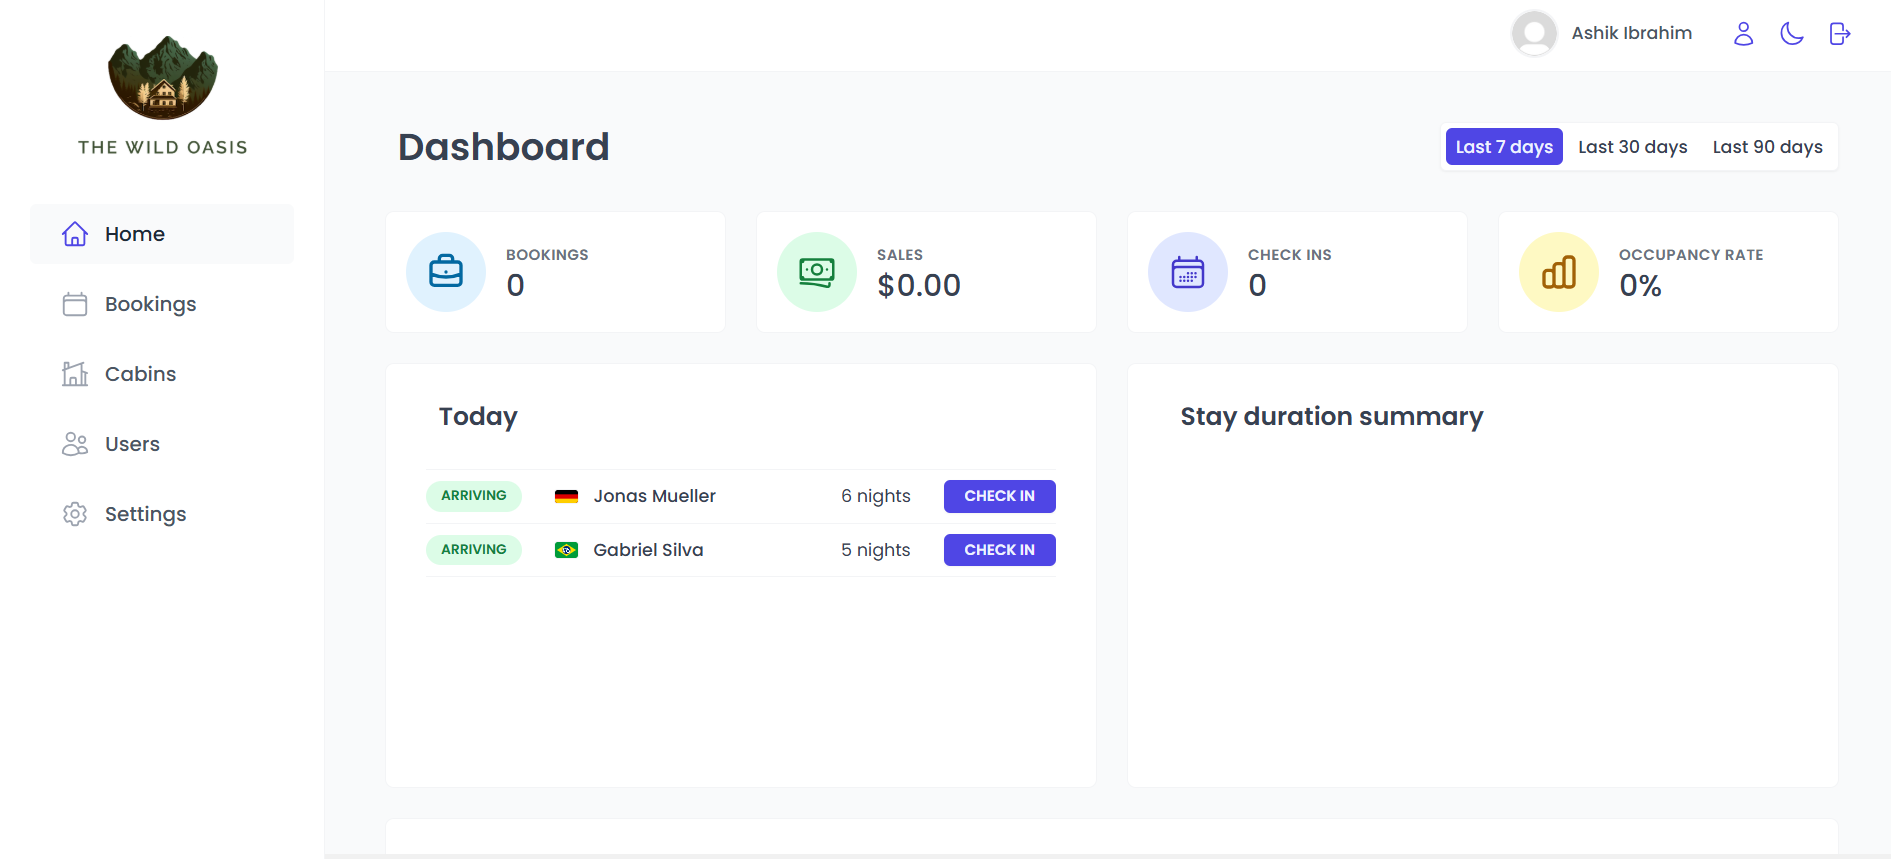 THE WILD OASIS
Home
Bookings
Cabins
Users
Settings
Ashik Ibrahim
Dashboard
Last 7 days Last 30 days Last 90 days
BOOKINGS
0
SALES
$0.00
CHECK INS
0
OCCUPANCY RATE
0%
Today
ARRIVING Jonas Mueller 6 nights CHECK IN
ARRIVING Gabriel Silva 5 nights CHECK IN
Stay duration summary